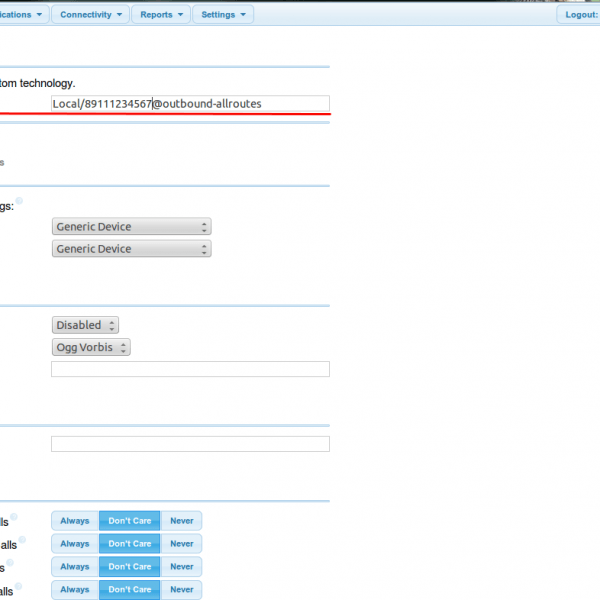 ications Connectivity Reports Settings Logout:
tom technology.
Local/89111234567@outbound-allroutes
s
gs:
Generic Device
Generic Device
Disabled
Ogg Vorbis
lls Always Don't Care Never
alls Always Don't Care Never
s Always Don't Care Never
alls Always Don't Care Never